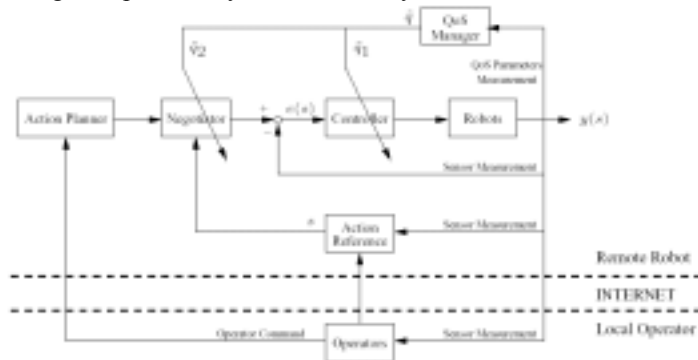 q̂
QoS
Manager
q̂₂
q̂₁
QoS Parameters
Measurement
Action Planner
Negotiator
+
−
e(s)
Controller
Robots
y(s)
Sensor Measurement
s
Action
Reference
Sensor Measurement
Remote Robot
INTERNET
Local Operator
Operator Command
Operators
Sensor Measurement